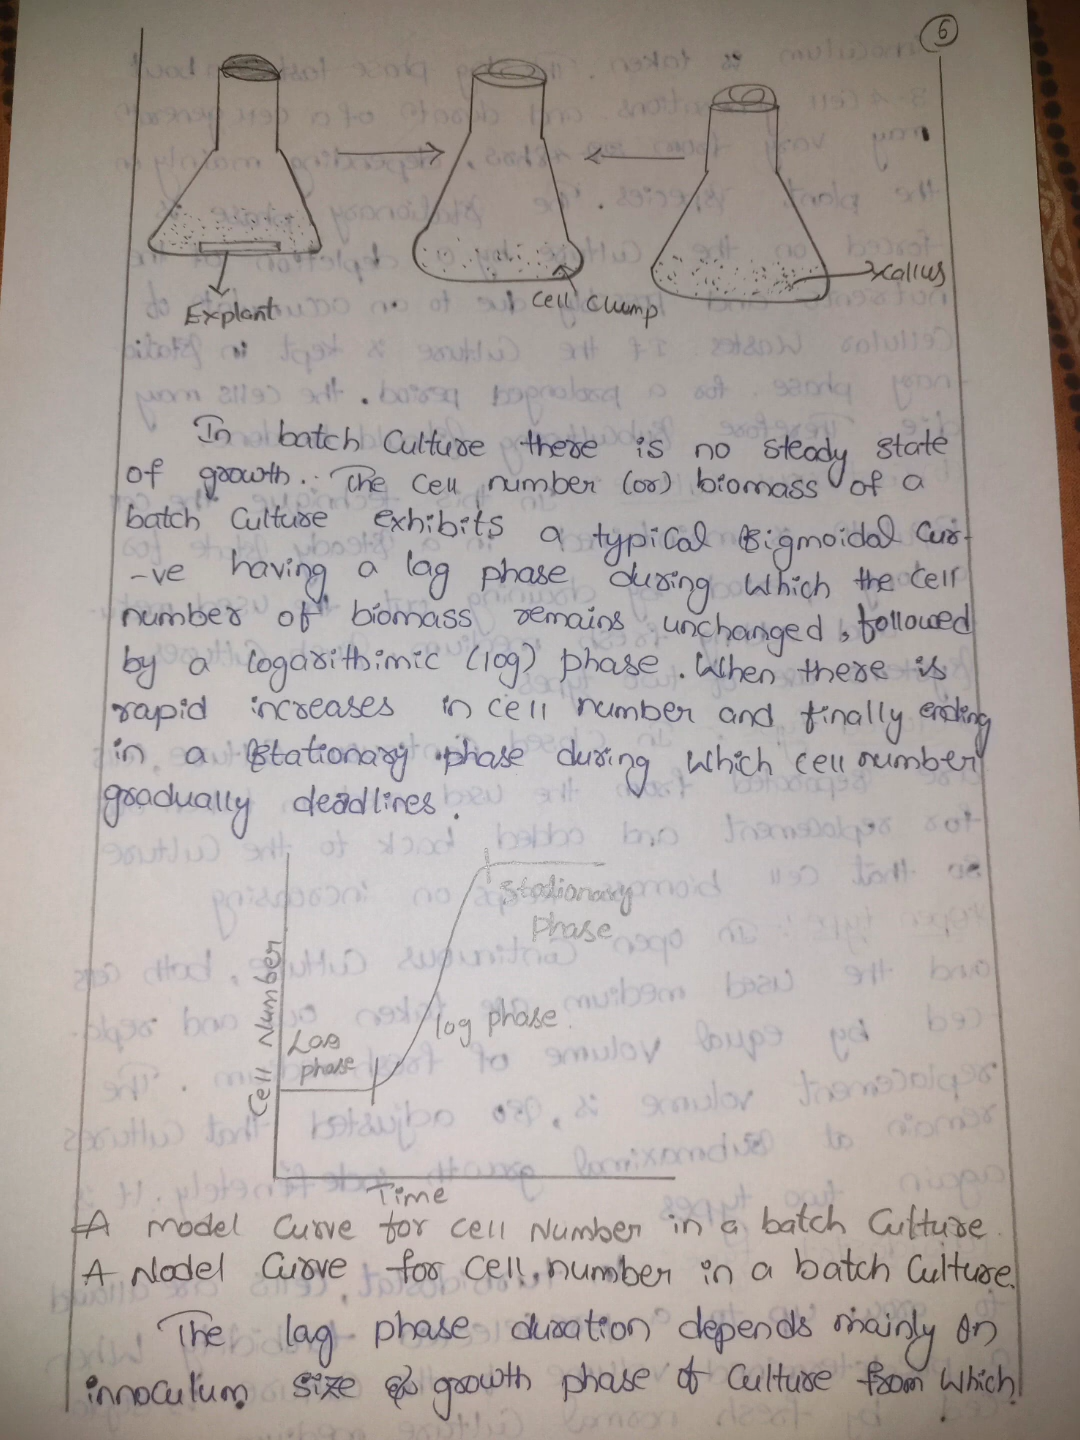 6
Explant
Cell Clump
Callus
In batch Culture there is no steady state
of growth. The Cell number (or) biomass of a
batch Culture exhibits a typical Sigmoidal Cur-
-ve having a lag phase during which the cell
number of biomass remains unchanged, followed
by a logarithimic (log) phase. When there is
rapid increases in cell number and finally ending
in a Stationary phase during which cell number
gradually deadlines.
Stationary
Phase
log phase.
Lag
phase
Cell Number
Time
A model Curve for cell Number in a batch Culture.
A Model Curve for Cell, number in a batch Culture.
The lag phase duration depends mainly on
innoculum size & growth phase of Culture from which